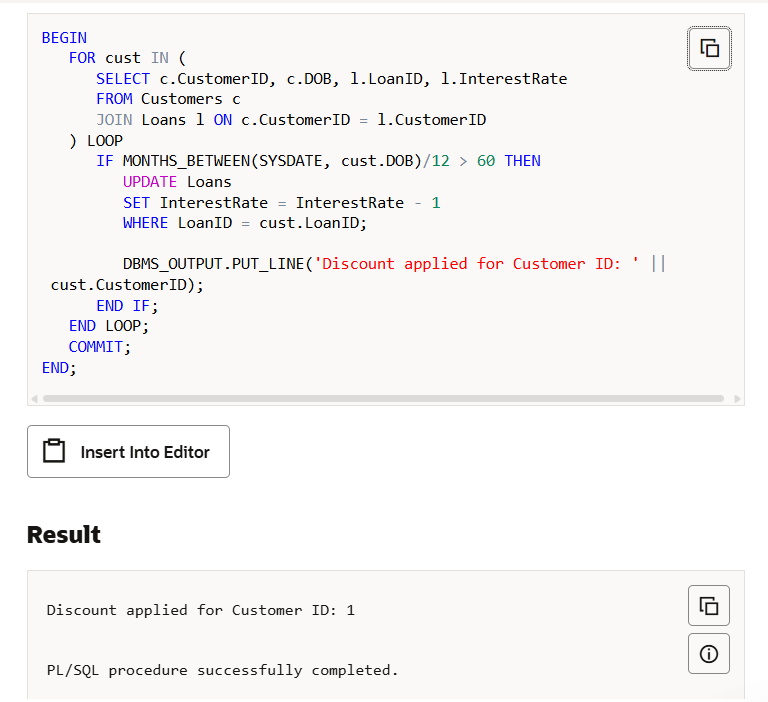 BEGIN
FOR cust IN (
SELECT c.CustomerID, c.DOB, l.LoanID, l.InterestRate
FROM Customers c
JOIN Loans l ON c.CustomerID = l.CustomerID
) LOOP
IF MONTHS_BETWEEN(SYSDATE, cust.DOB)/12 > 60 THEN
UPDATE Loans
SET InterestRate = InterestRate - 1
WHERE LoanID = cust.LoanID;
DBMS_OUTPUT.PUT_LINE('Discount applied for Customer ID: ' ||
cust.CustomerID);
END IF;
END LOOP;
COMMIT;
END;
Insert Into Editor
Result
Discount applied for Customer ID: 1
PL/SQL procedure successfully completed.